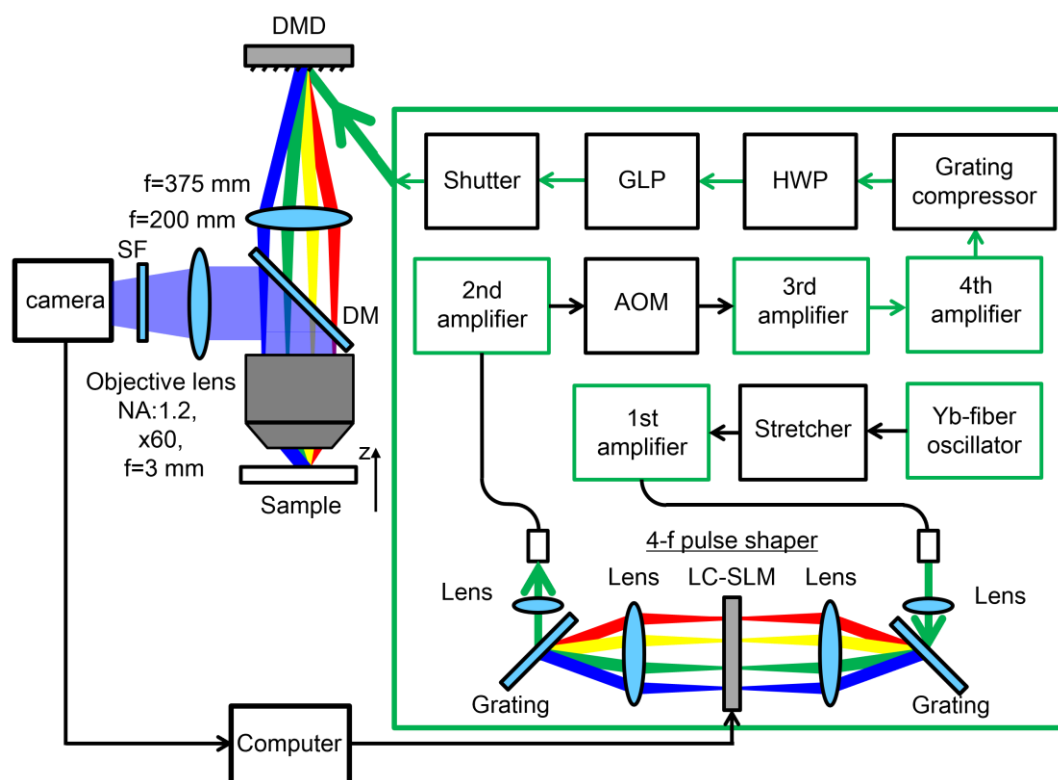 DMD
f=375 mm
f=200 mm
SF
camera
DM
Objective lens
NA:1.2,
x60,
f=3 mm
z
Sample
Shutter
GLP
HWP
Grating
compressor
2nd
amplifier
AOM
3rd
amplifier
4th
amplifier
1st
amplifier
Stretcher
Yb-fiber
oscillator
4-f pulse shaper
Lens
Lens
LC-SLM
Lens
Lens
Grating
Grating
Computer